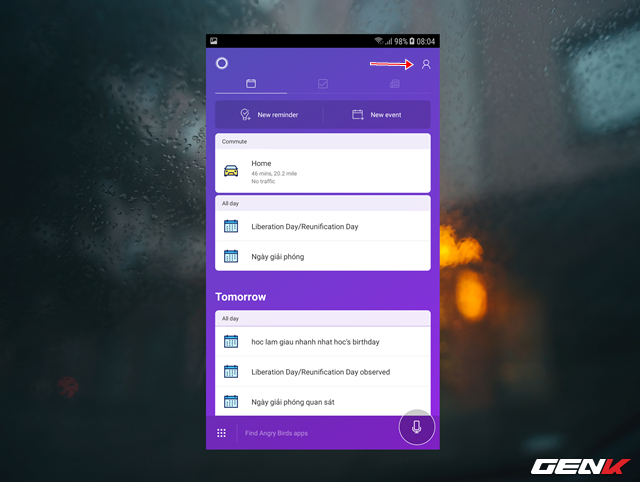 98% 08:04
New reminder New event
Commute
Home
46 mins, 20.2 mile
No traffic
All day
Liberation Day/Reunification Day
Ngày giải phóng
Tomorrow
All day
hoc lam giau nhanh nhat hoc's birthday
Liberation Day/Reunification Day observed
Ngày giải phóng quan sát
Find Angry Birds apps
GENK